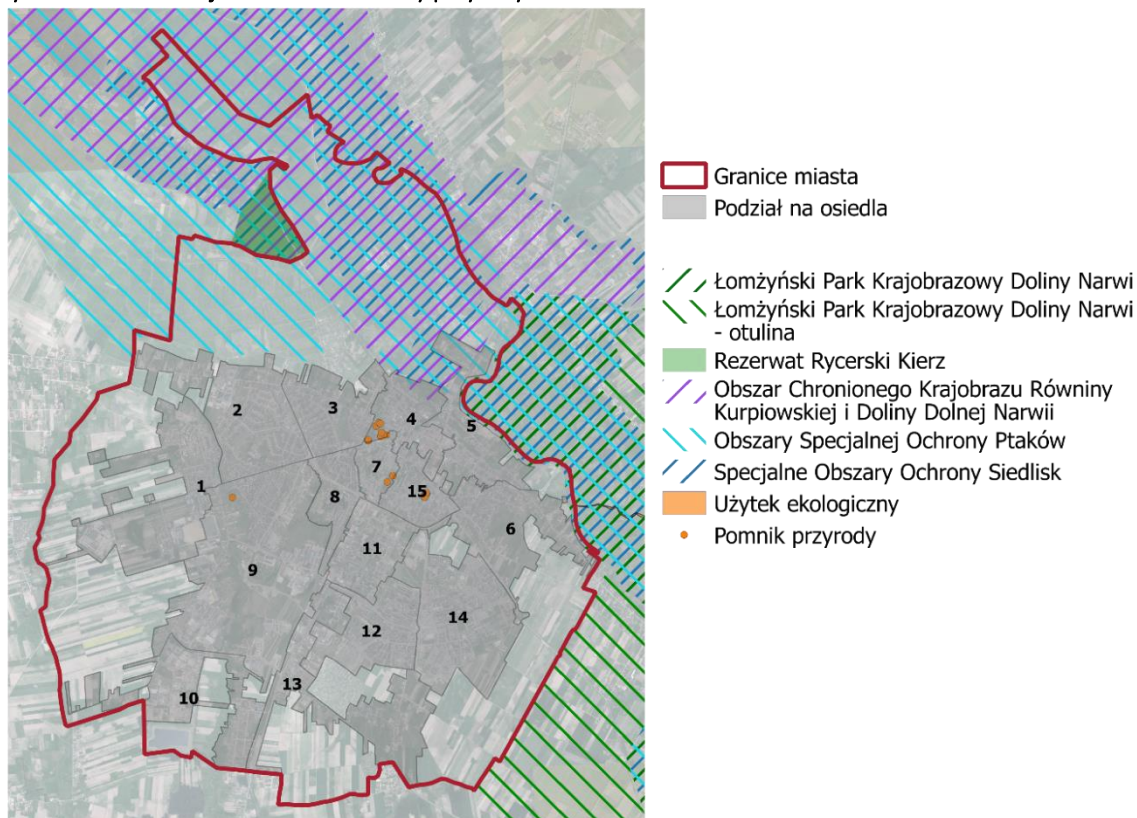 2
3
4
5
7
1
8
15
6
11
9
12
14
10
13
Granice miasta
Podział na osiedla
Łomżyński Park Krajobrazowy Doliny Narwi
Łomżyński Park Krajobrazowy Doliny Narwi
- otulina
Rezerwat Rycerski Kierz
Obszar Chronionego Krajobrazu Równiny
Kurpiowskiej i Doliny Dolnej Narwii
Obszary Specjalnej Ochrony Ptaków
Specjalne Obszary Ochrony Siedlisk
Użytek ekologiczny
Pomnik przyrody